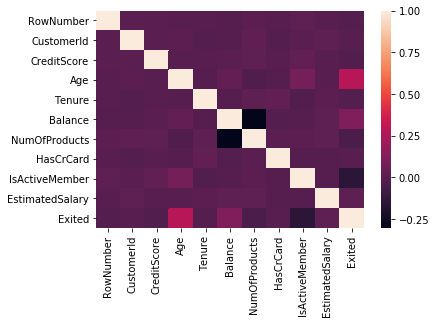 RowNumber
CustomerId
CreditScore
Age
Tenure
Balance
NumOfProducts
HasCrCard
IsActiveMember
EstimatedSalary
Exited
RowNumber
CustomerId
CreditScore
Age
Tenure
Balance
NumOfProducts
HasCrCard
IsActiveMember
EstimatedSalary
Exited
1.00
0.75
0.50
0.25
0.00
−0.25